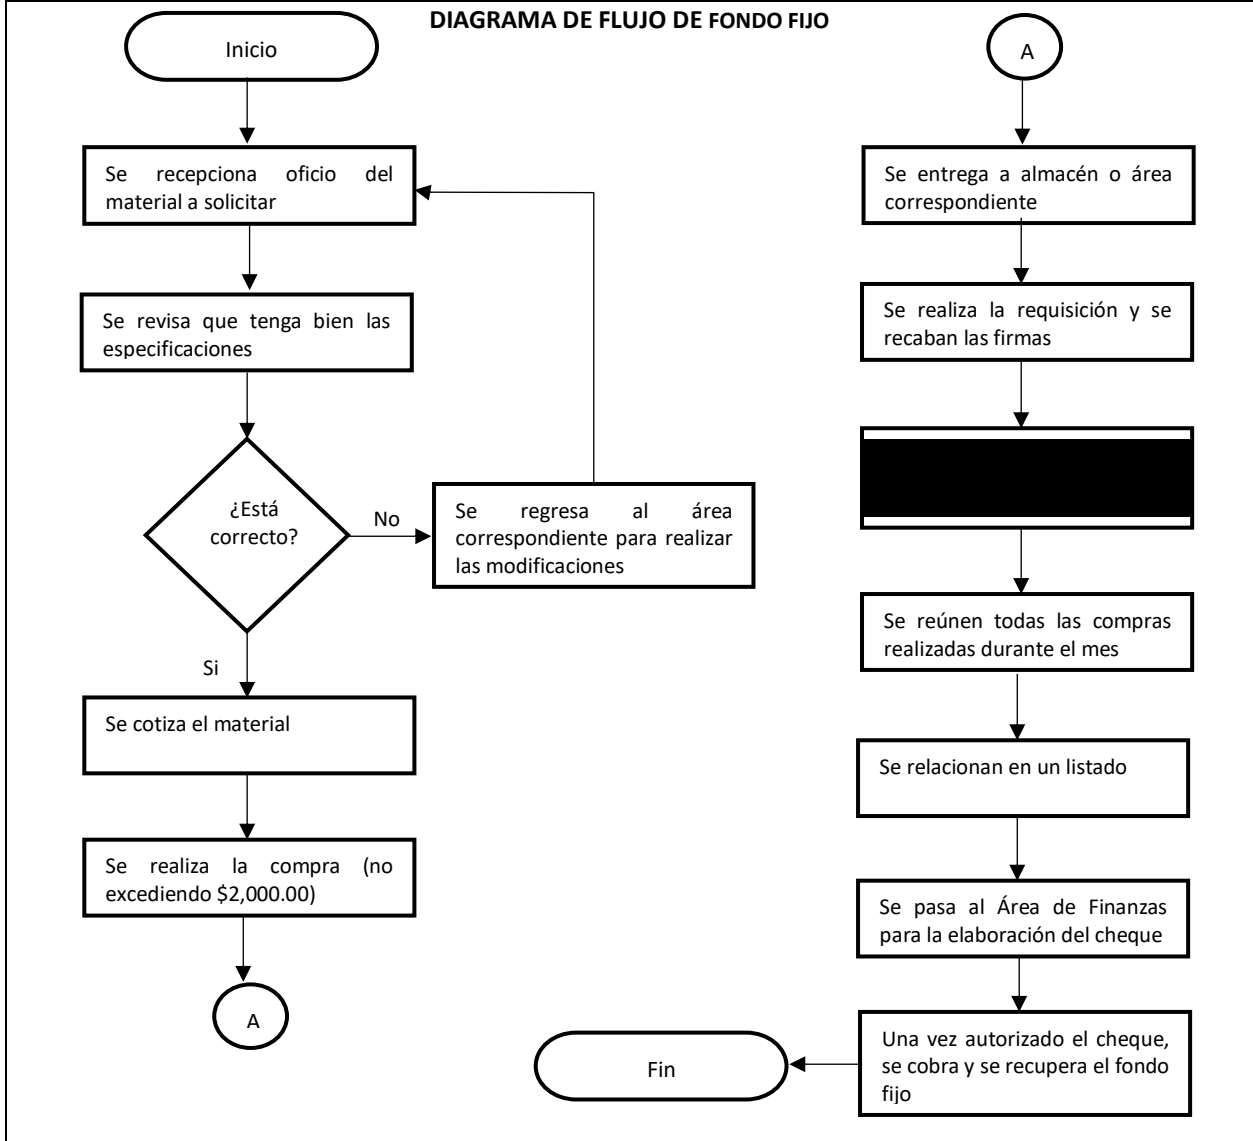 DIAGRAMA DE FLUJO DE FONDO FIJO
Inicio
Se recepciona oficio del
material a solicitar
Se revisa que tenga bien las
especificaciones
¿Está
correcto?
No
Se regresa al área
correspondiente para realizar
las modificaciones
Si
Se cotiza el material
Se realiza la compra (no
excediendo $2,000.00)
A
A
Se entrega a almacén o área
correspondiente
Se realiza la requisición y se
recaban las firmas
Se reúnen todas las compras
realizadas durante el mes
Se relacionan en un listado
Se pasa al Área de Finanzas
para la elaboración del cheque
Una vez autorizado el cheque,
se cobra y se recupera el fondo
fijo
Fin